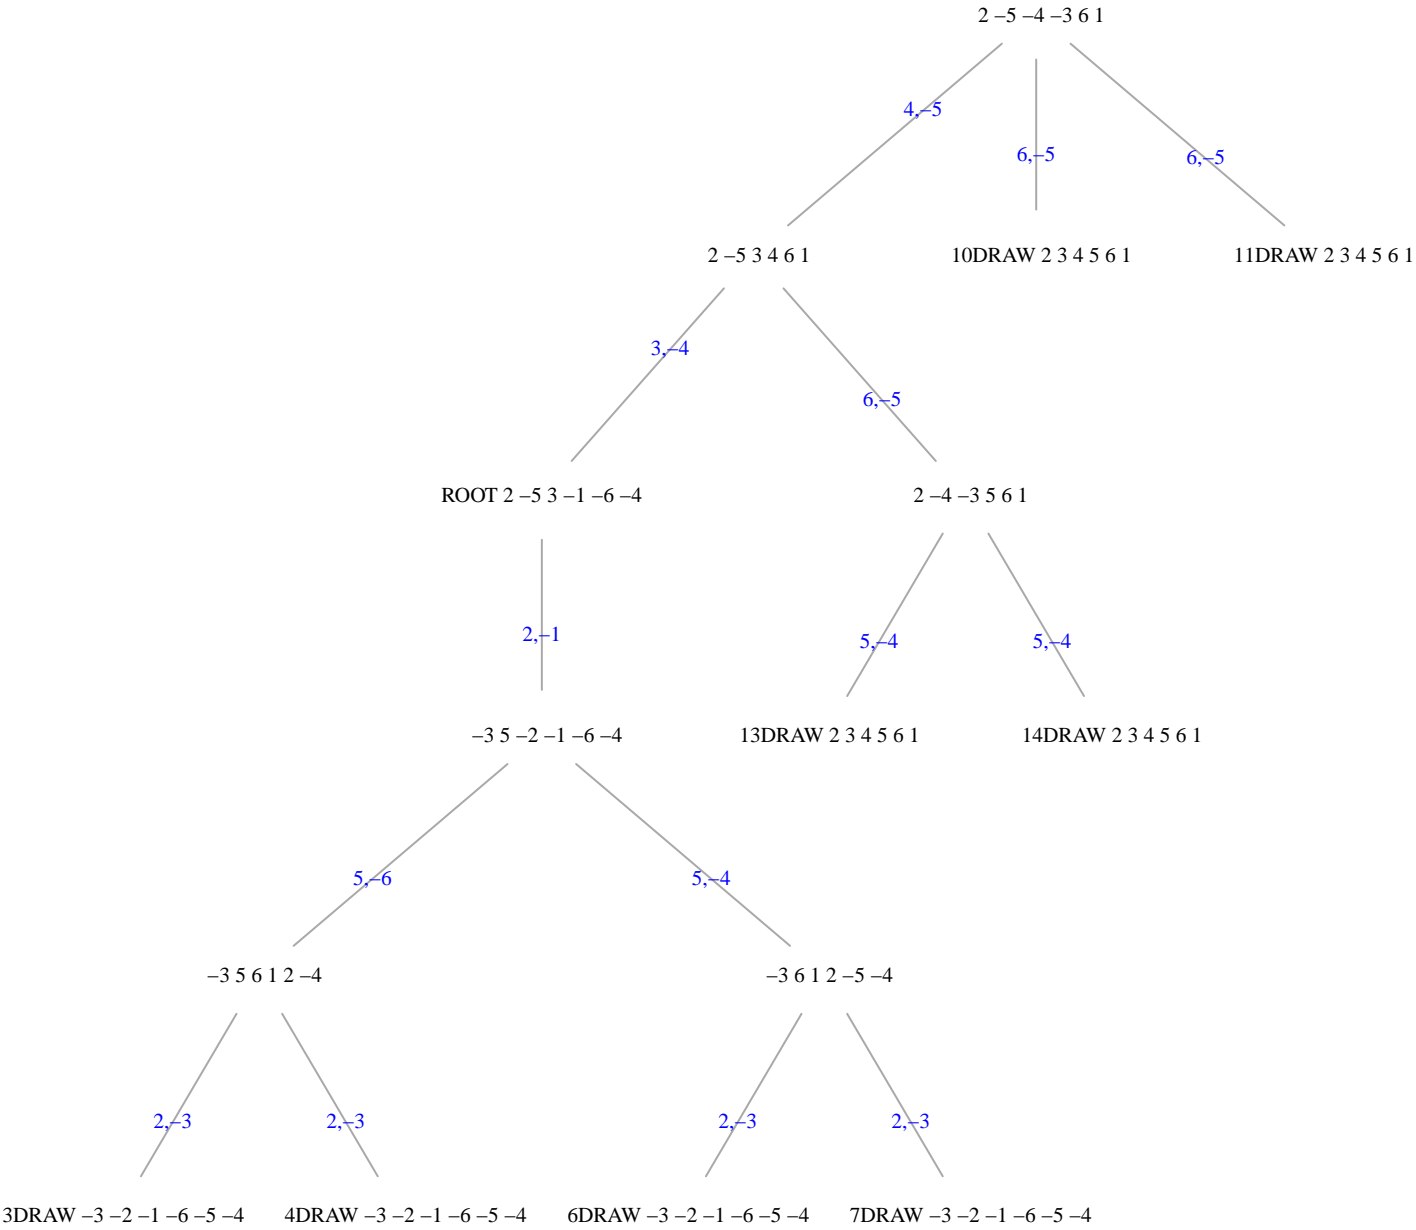 2 –5 –4 –3 6 1
4,–5
6,–5
6,–5
2 –5 3 4 6 1
10DRAW 2 3 4 5 6 1
11DRAW 2 3 4 5 6 1
3,–4
6,–5
ROOT 2 –5 3 –1 –6 –4
2 –4 –3 5 6 1
2,–1
5,–4
5,–4
–3 5 –2 –1 –6 –4
13DRAW 2 3 4 5 6 1
14DRAW 2 3 4 5 6 1
5,–6
5,–4
–3 5 6 1 2 –4
–3 6 1 2 –5 –4
2,–3
2,–3
2,–3
2,–3
3DRAW –3 –2 –1 –6 –5 –4
4DRAW –3 –2 –1 –6 –5 –4
6DRAW –3 –2 –1 –6 –5 –4
7DRAW –3 –2 –1 –6 –5 –4